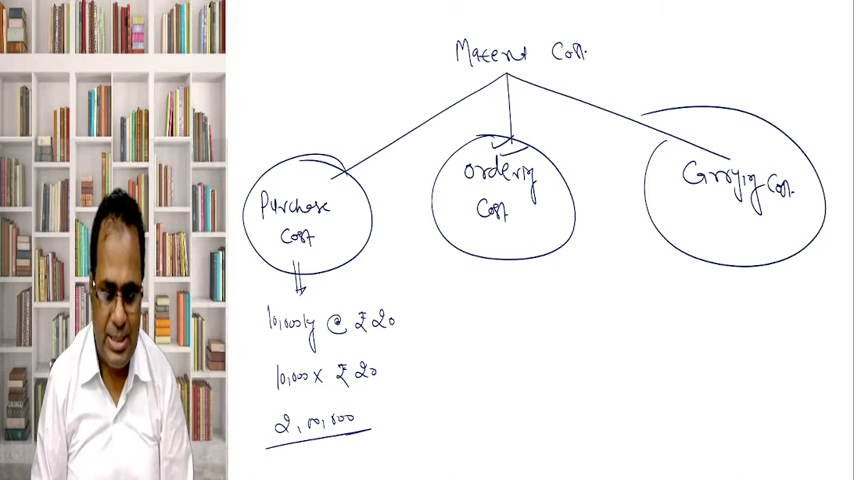 Material Cost
Purchase
Cost
Ordering
Cost
Carrying Cost
10,000 kg @ ₹ 20
10,000 x ₹ 20
2,00,000